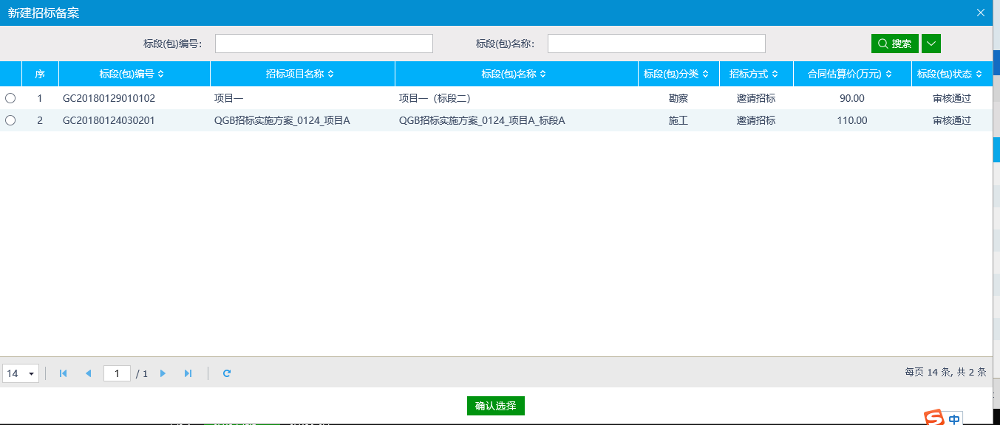 新建招标备案
标段(包)编号: 标段(包)名称: 搜索
序 标段(包)编号 招标项目名称 标段(包)名称 标段(包)分类 招标方式 合同估算价(万元) 标段(包)状态
1 GC20180129010102 项目一 项目一（标段二） 勘察 邀请招标 90.00 审核通过
2 GC20180124030201 QGB招标实施方案_0124_项目A QGB招标实施方案_0124_项目A_标段A 施工 邀请招标 110.00 审核通过
14 1 / 1 每页 14 条, 共 2 条
确认选择
S 中